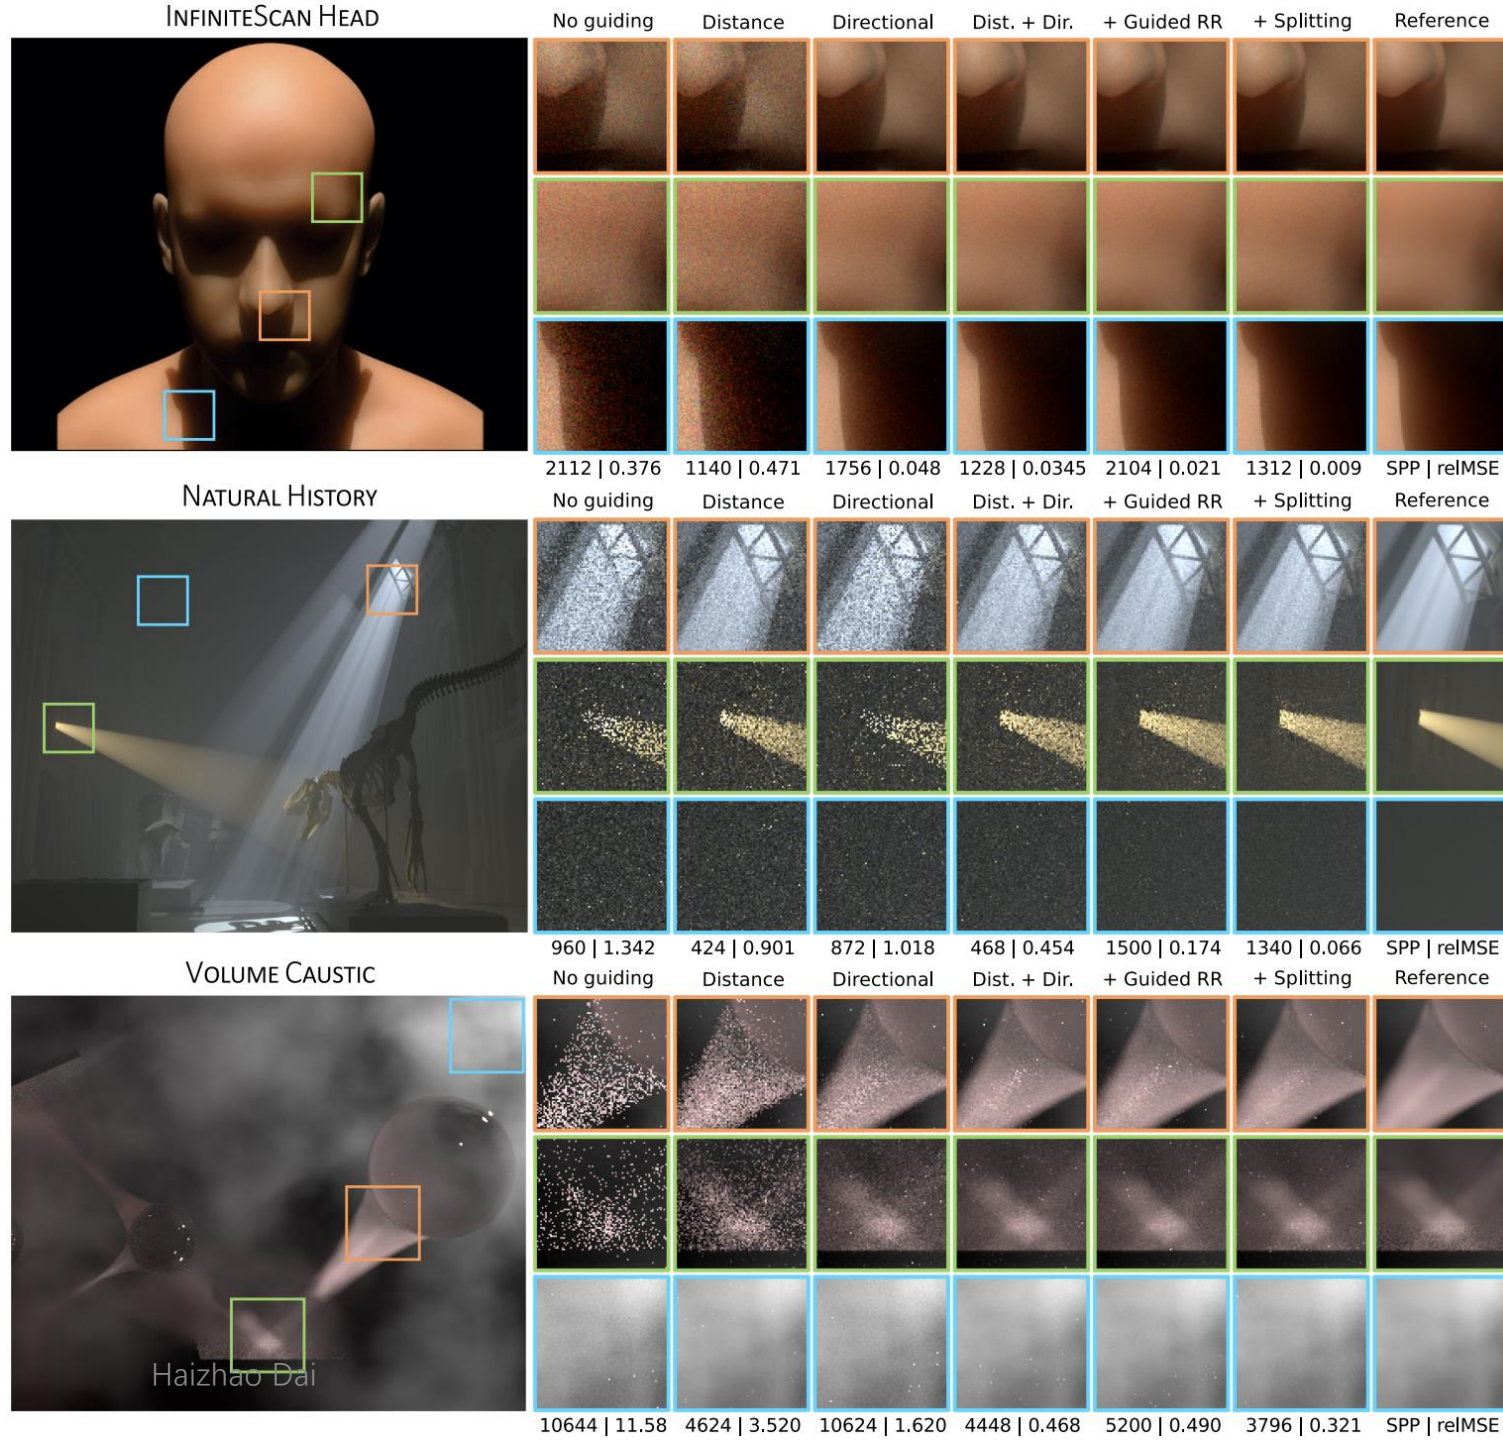 INFINITESCAN HEAD
No guiding Distance Directional Dist. + Dir. + Guided RR + Splitting Reference
2112 | 0.376 1140 | 0.471 1756 | 0.048 1228 | 0.0345 2104 | 0.021 1312 | 0.009 SPP | relMSE
NATURAL HISTORY
No guiding Distance Directional Dist. + Dir. + Guided RR + Splitting Reference
960 | 1.342 424 | 0.901 872 | 1.018 468 | 0.454 1500 | 0.174 1340 | 0.066 SPP | relMSE
VOLUME CAUSTIC
No guiding Distance Directional Dist. + Dir. + Guided RR + Splitting Reference
Haizhao Dai
10644 | 11.58 4624 | 3.520 10624 | 1.620 4448 | 0.468 5200 | 0.490 3796 | 0.321 SPP | relMSE